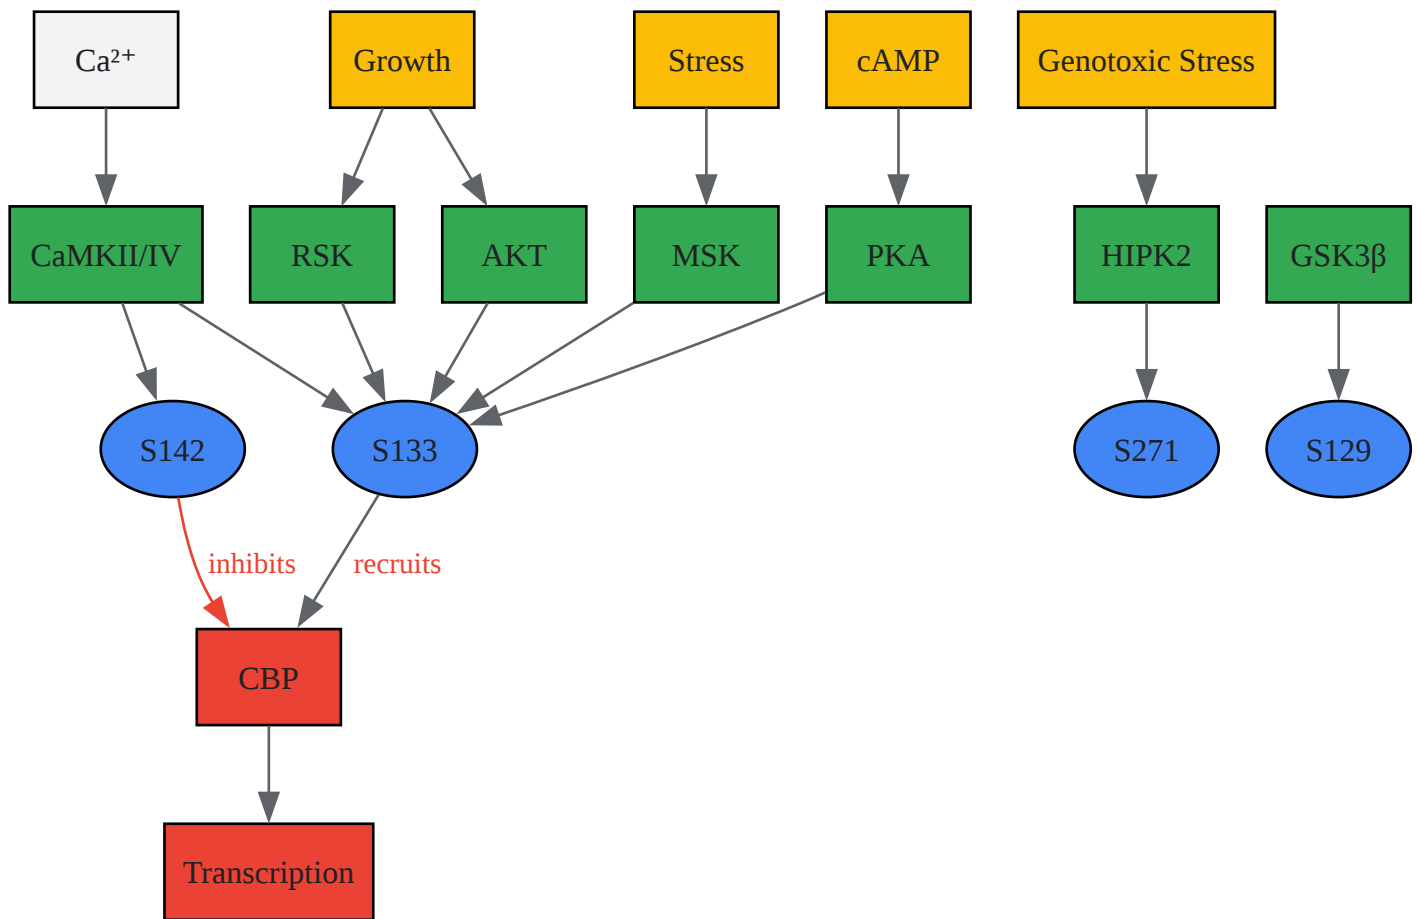 Ca²⁺
Growth
Stress
cAMP
Genotoxic Stress
CaMKII/IV
RSK
AKT
MSK
PKA
HIPK2
GSK3β
S142
S133
S271
S129
inhibits
recruits
CBP
Transcription